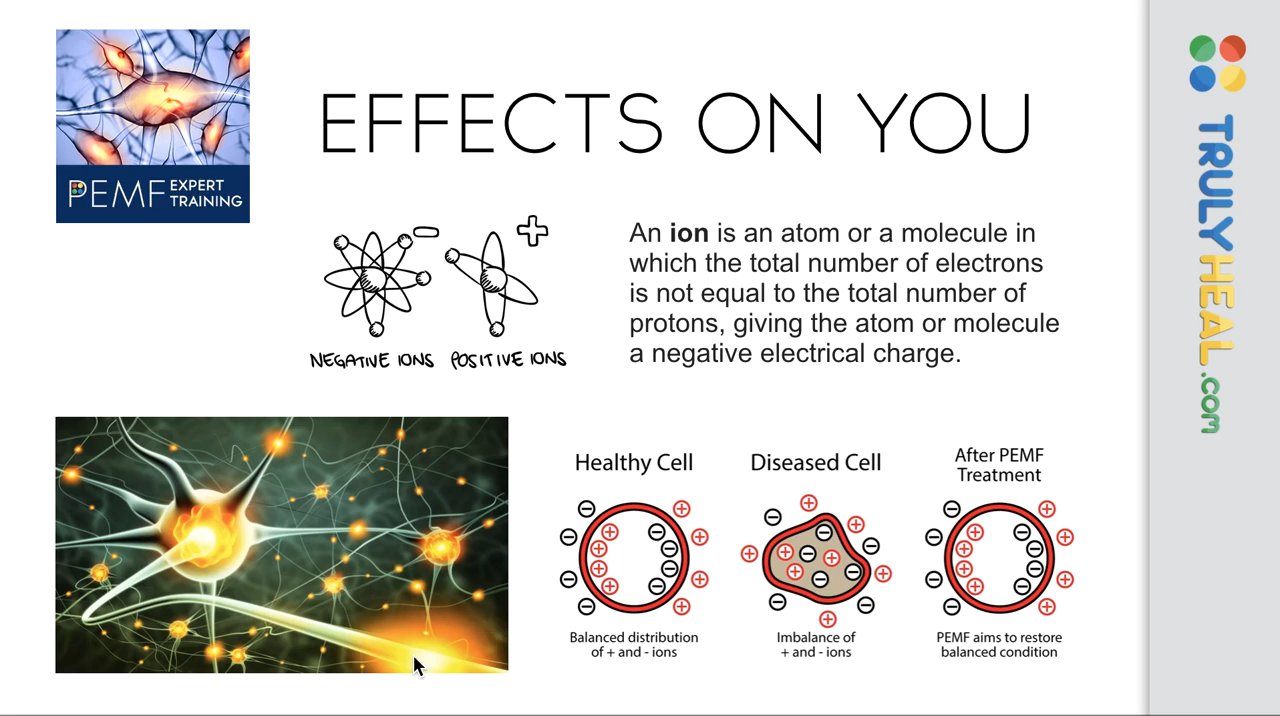 PEMF EXPERT
TRAINING
EFFECTS ON YOU
NEGATIVE IONS POSITIVE IONS
An ion is an atom or a molecule in
which the total number of electrons
is not equal to the total number of
protons, giving the atom or molecule
a negative electrical charge.
Healthy Cell
Balanced distribution
of + and - ions
Diseased Cell
Imbalance of
+ and - ions
After PEMF
Treatment
PEMF aims to restore
balanced condition
TRULYHEAL.com